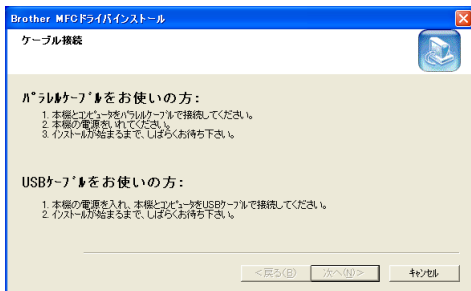 Brother MFCドライバインストール
ケーブル接続
パラレルケーブルをお使いの方:
1. 本機とコンピュータをパラレルケーブルで接続してください。
2. 本機の電源をいれてください。
3. インストールが始まるまで、しばらくお待ち下さい。
USBケーブルをお使いの方:
1. 本機の電源を入れ、本機とコンピュータをUSBケーブルで接続してください。
2. インストールが始まるまで、しばらくお待ち下さい。
<戻る(B) 次へ(N)> キャンセル